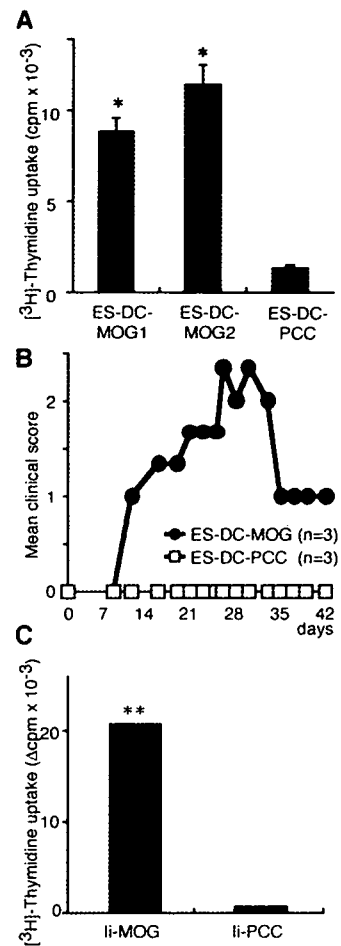 A
[³H]-Thymidine uptake (cpm x 10⁻³)
10
5
0
*
*
ES-DC-
MOG1
ES-DC-
MOG2
ES-DC-
PCC
B
Mean clinical score
2
1
0
ES-DC-MOG (n=3)
ES-DC-PCC (n=3)
0 7 14 21 28 35 42
days
C
[³H]-Thymidine uptake (Δcpm x 10⁻³)
20
10
0
**
li-MOG
li-PCC